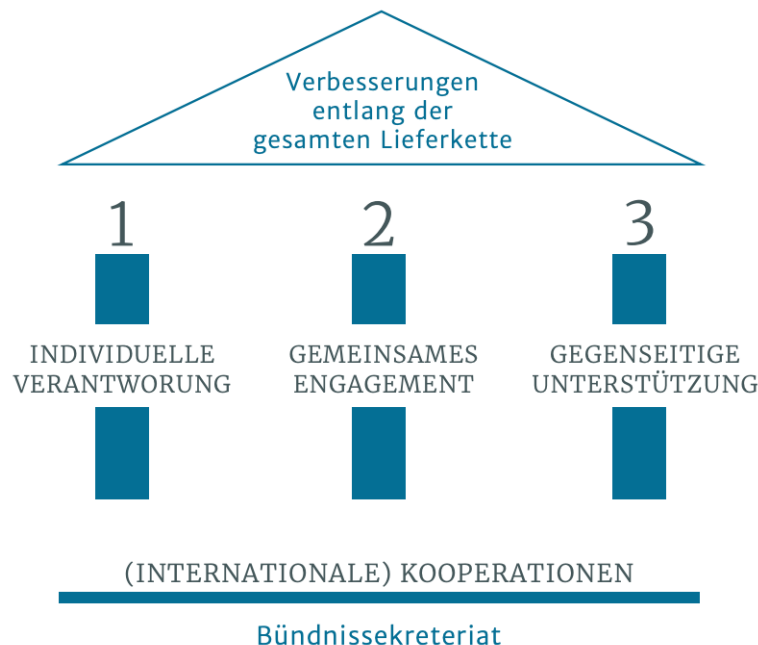 Verbesserungen
entlang der
gesamten Lieferkette
1
2
3
INDIVIDUELLE
VERANTWORUNG
GEMEINSAMES
ENGAGEMENT
GEGENSEITIGE
UNTERSTÜTZUNG
(INTERNATIONALE) KOOPERATIONEN
Bündnissekreteriat